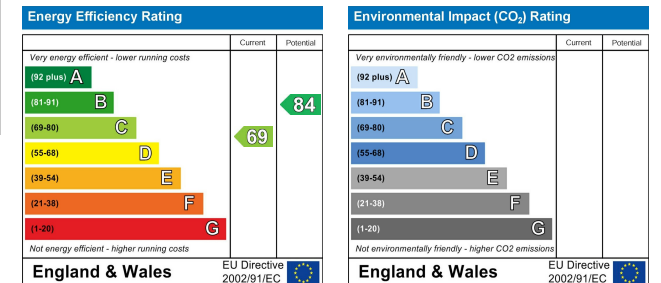 Energy Efficiency Rating
Current Potential
Very energy efficient - lower running costs
(92 plus) A
(81-91) B
(69-80) C
(55-68) D
(39-54) E
(21-38) F
(1-20) G
69
84
Not energy efficient - higher running costs
England & Wales
EU Directive
2002/91/EC
Environmental Impact (CO₂) Rating
Current Potential
Very environmentally friendly - lower CO2 emissions
(92 plus) A
(81-91) B
(69-80) C
(55-68) D
(39-54) E
(21-38) F
(1-20) G
Not environmentally friendly - higher CO2 emissions
England & Wales
EU Directive
2002/91/EC